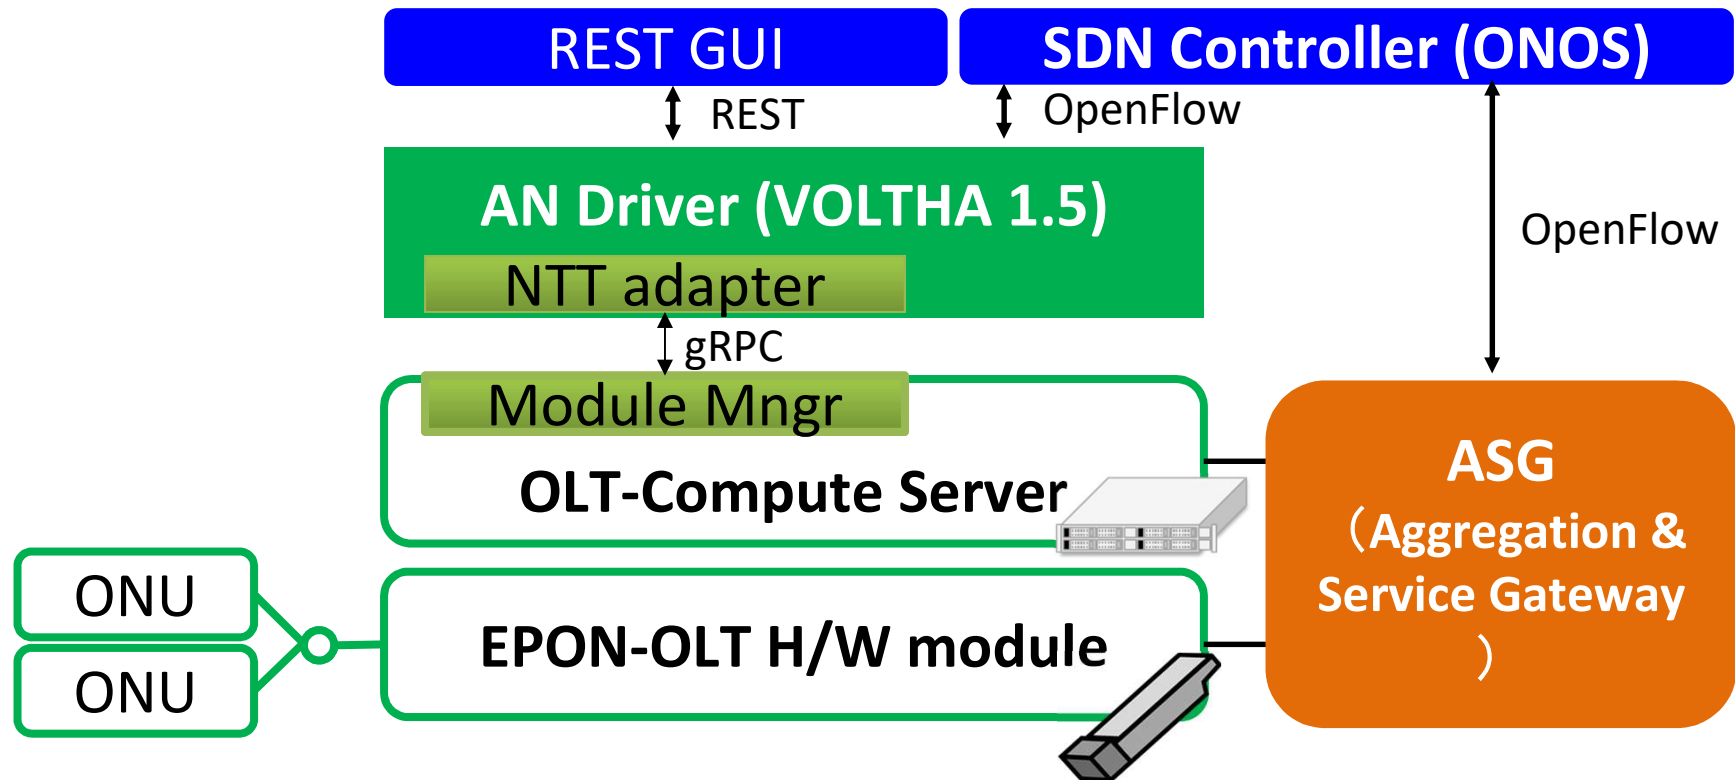 REST GUI
SDN Controller (ONOS)
REST
OpenFlow
AN Driver (VOLTHA 1.5)
OpenFlow
NTT adapter
gRPC
Module Mngr
OLT-Compute Server
ASG
（Aggregation &
Service Gateway
）
ONU
ONU
EPON-OLT H/W module